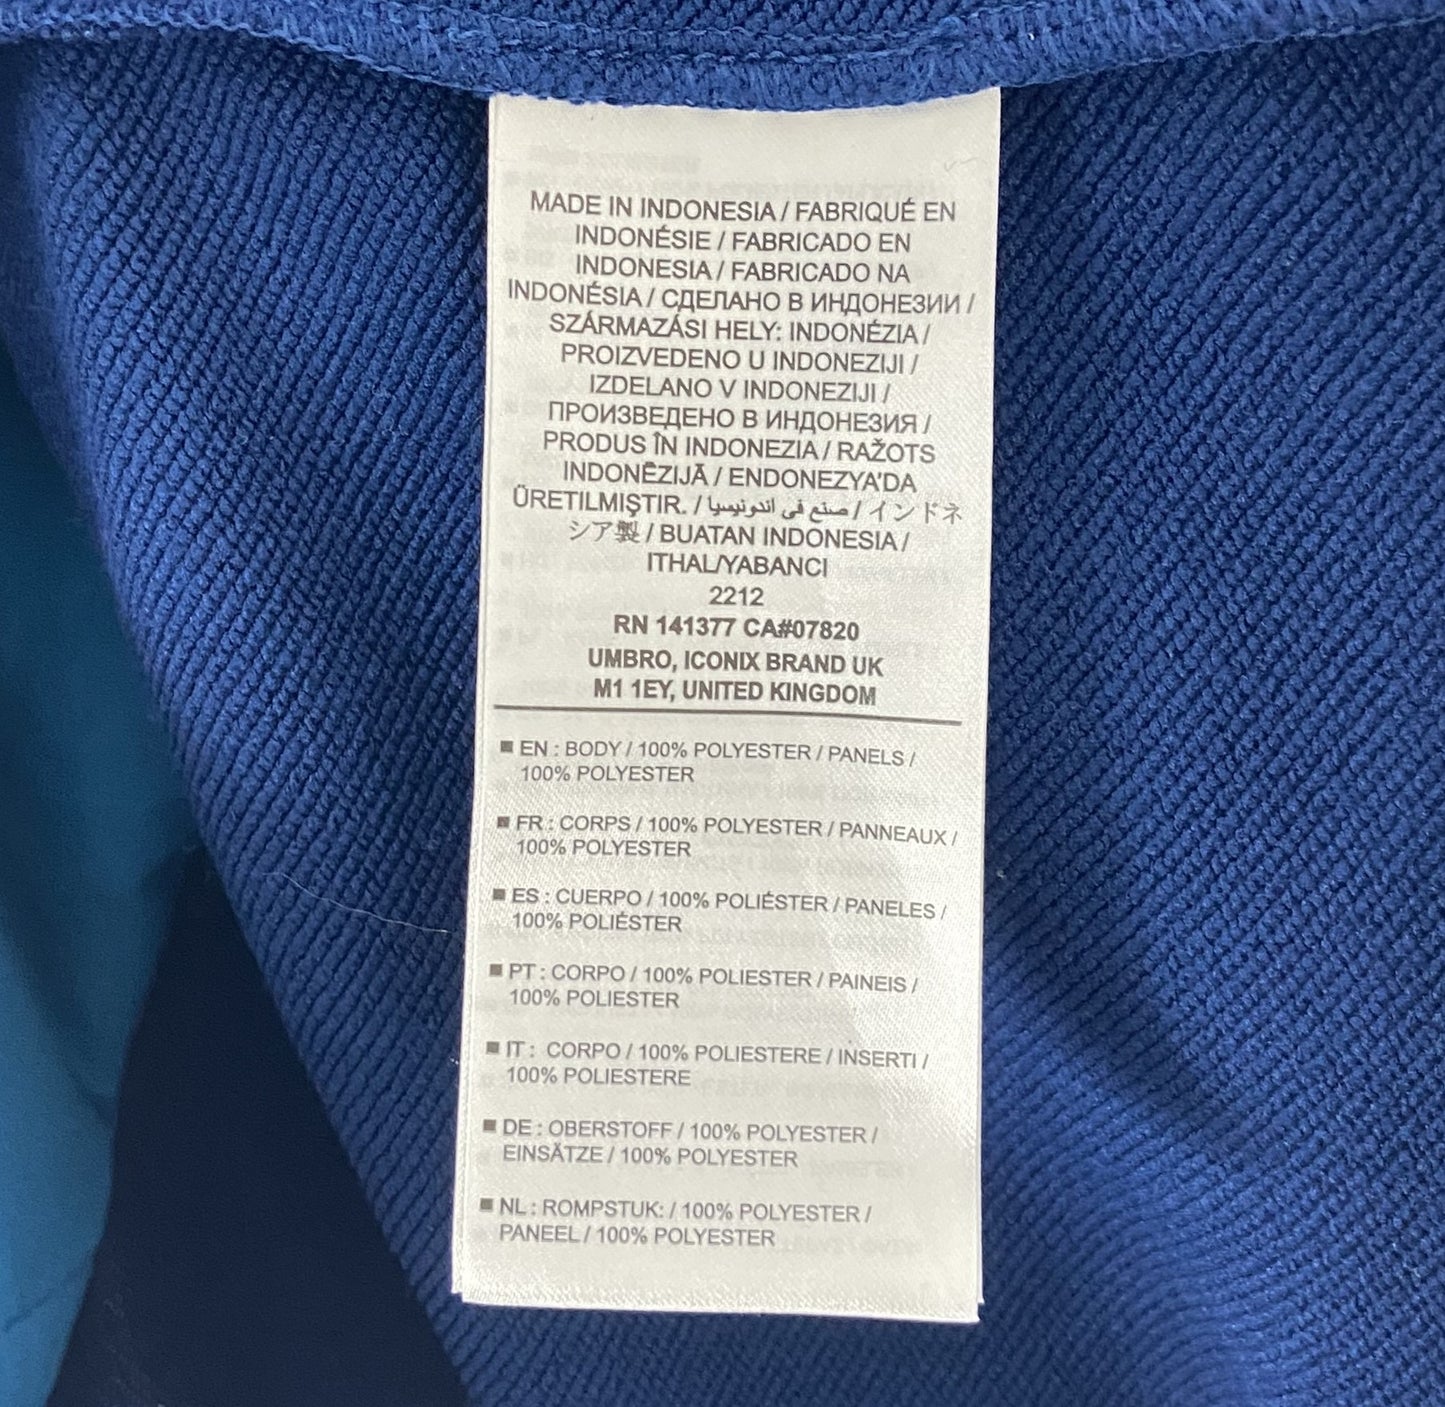 MADE IN INDONESIA / FABRIQUÉ EN
INDONÉSIE / FABRICADO EN
INDONESIA / FABRICADO NA
INDONÉSIA / СДЕЛАНО В ИНДОНЕЗИИ /
SZÁRMAZÁSI HELY: INDONÉZIA /
PROIZVEDENO U INDONEZIJI /
IZDELANO V INDONEZIJI /
ПРОИЗВЕДЕНО В ИНДОНЕЗИЯ /
PRODUS ÎN INDONEZIA / RAŽOTS
INDONĒZIJĀ / ENDONEZYA'DA
ÜRETILMIŞTIR. / صنع في اندونيسيا / インドネ
シア製 / BUATAN INDONESIA /
ITHAL/YABANCI
2212
RN 141377 CA#07820
UMBRO, ICONIX BRAND UK
M1 1EY, UNITED KINGDOM
■ EN : BODY / 100% POLYESTER / PANELS /
100% POLYESTER
■ FR : CORPS / 100% POLYESTER / PANNEAUX /
100% POLYESTER
■ ES : CUERPO / 100% POLIÉSTER / PANELES /
100% POLIÉSTER
■ PT : CORPO / 100% POLIESTER / PAINEIS /
100% POLIESTER
■ IT : CORPO / 100% POLIESTERE / INSERTI /
100% POLIESTERE
■ DE : OBERSTOFF / 100% POLYESTER /
EINSÄTZE / 100% POLYESTER
■ NL : ROMPSTUK: / 100% POLYESTER /
PANEEL / 100% POLYESTER